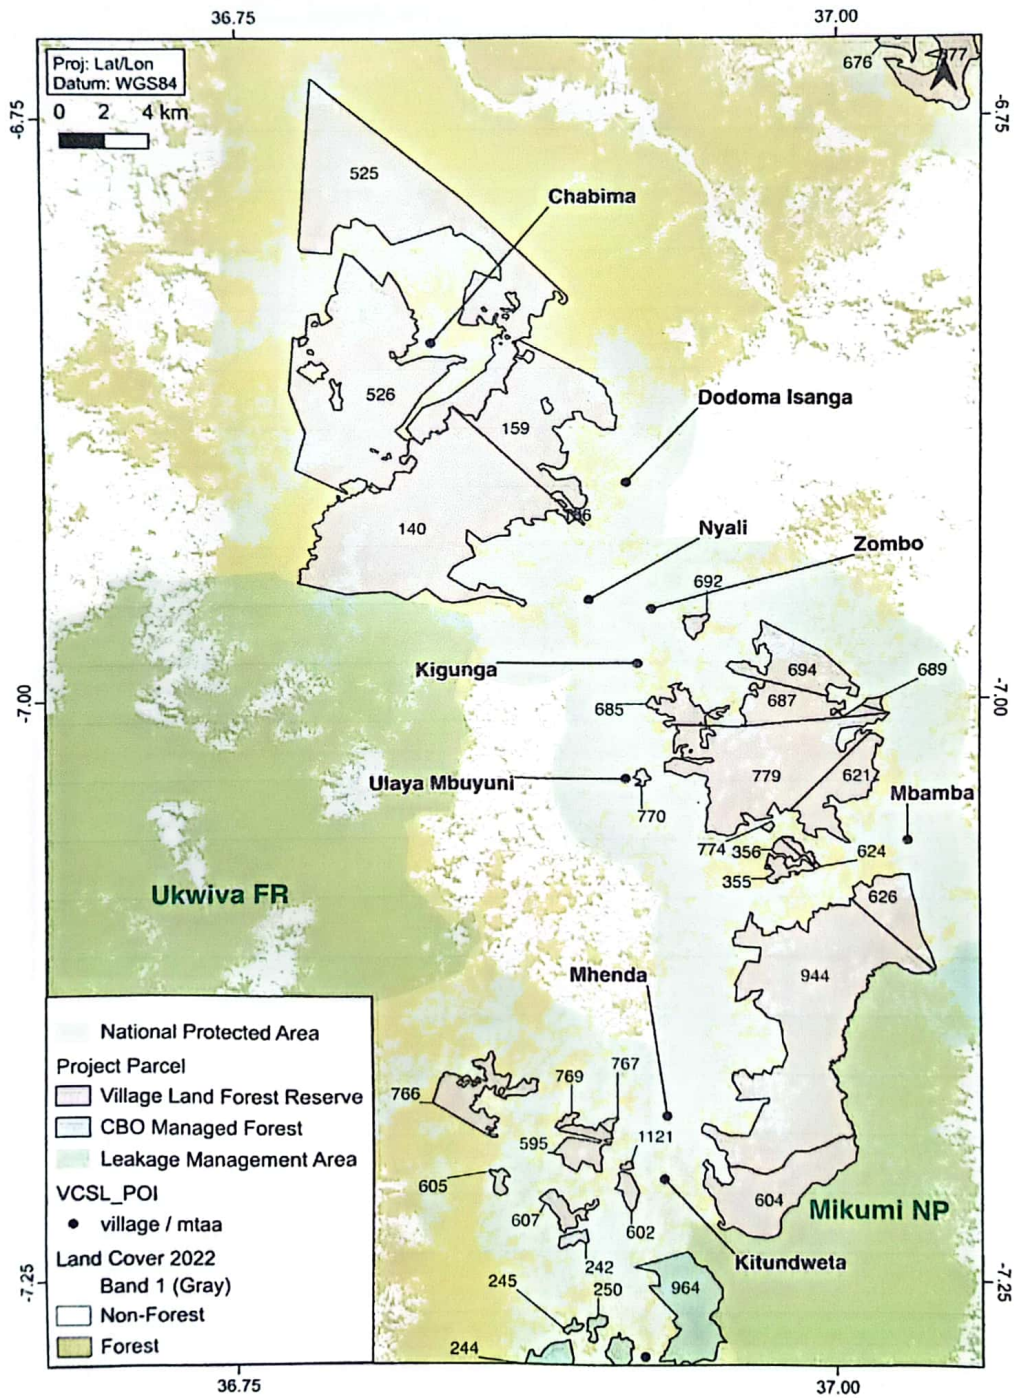 36.75
37.00
676
877
Proj: Lat/Lon
Datum: WGS84
0 2 4 km
-6.75
-6.75
525
Chabima
526
Dodoma Isanga
159
140
Nyali
Zombo
692
Kigunga
694
689
-7.00
-7.00
685
687
Ulaya Mbuyuni
779
621
770
Mbamba
774
356
624
355
Ukwiva FR
626
Mhenda
944
National Protected Area
Project Parcel
Village Land Forest Reserve
CBO Managed Forest
Leakage Management Area
VCSL_POI
village / mtaa
Land Cover 2022
Band 1 (Gray)
Non-Forest
Forest
766
769
767
595
1121
605
604
607
602
Mikumi NP
242
Kitundweta
245
250
964
-7.25
-7.25
244
36.75
37.00